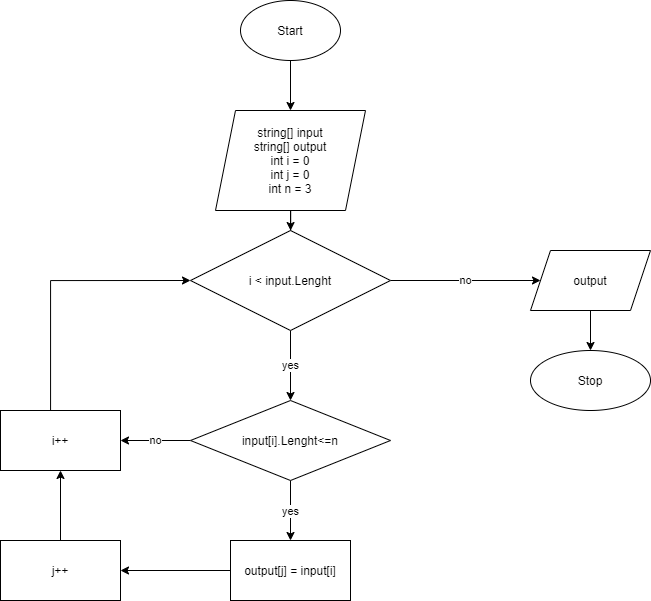 Start
string[] input
string[] output
int i = 0
int j = 0
int n = 3
i < input.Lenght
no
output
yes
Stop
i++
no
input[i].Lenght<=n
yes
j++
output[j] = input[i]